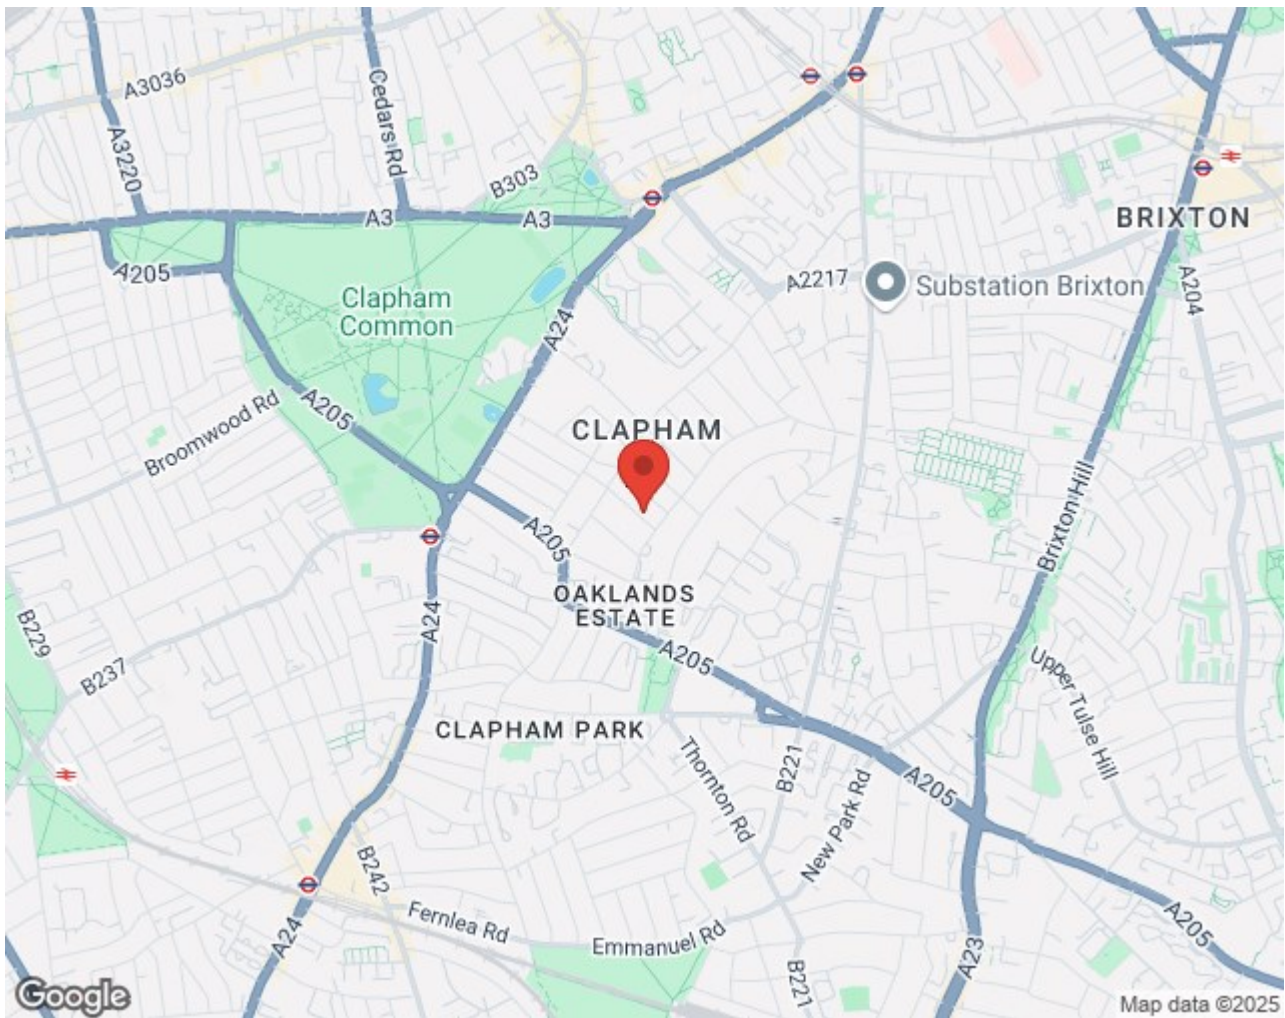 A3036
Cedars Rd
A3220
B303
A3
A3
BRIXTON
A205
A2217
Substation Brixton
A204
Clapham
Common
A24
Broomwood Rd
A205
CLAPHAM
Brixton Hill
A205
OAKLANDS
ESTATE
B229
A24
A205
B237
Upper Tulse Hill
CLAPHAM PARK
Thornton Rd
B221
New Park Rd
A205
B242
Fernlea Rd
Emmanuel Rd
A24
A23
A205
B221
Google
Map data ©2025